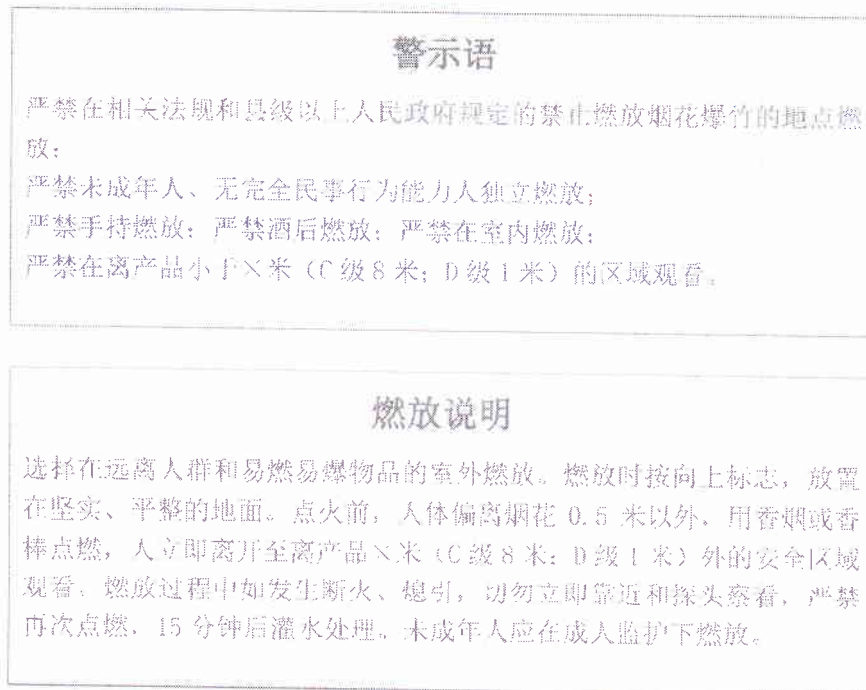 警示语
严禁在相关法规和县级以上人民政府规定的禁止燃放烟花爆竹的地点燃
放；
严禁未成年人、无完全民事行为能力人独立燃放；
严禁手持燃放；严禁酒后燃放；严禁在室内燃放；
严禁在离产品小于×米（C 级 8 米；D 级 1 米）的区域观看。
燃放说明
选择在远离人群和易燃易爆物品的室外燃放。燃放时按向上标志，放置
在坚实、平整的地面。点火前，人体偏离烟花 0.5 米以外，用香烟或香
棒点燃，人立即离开至离产品×米（C 级 8 米；D 级 1 米）外的安全区域
观看。燃放过程中如发生断火、熄引，切勿立即靠近和探头察看，严禁
再次点燃，15 分钟后灌水处理。未成年人应在成人监护下燃放。